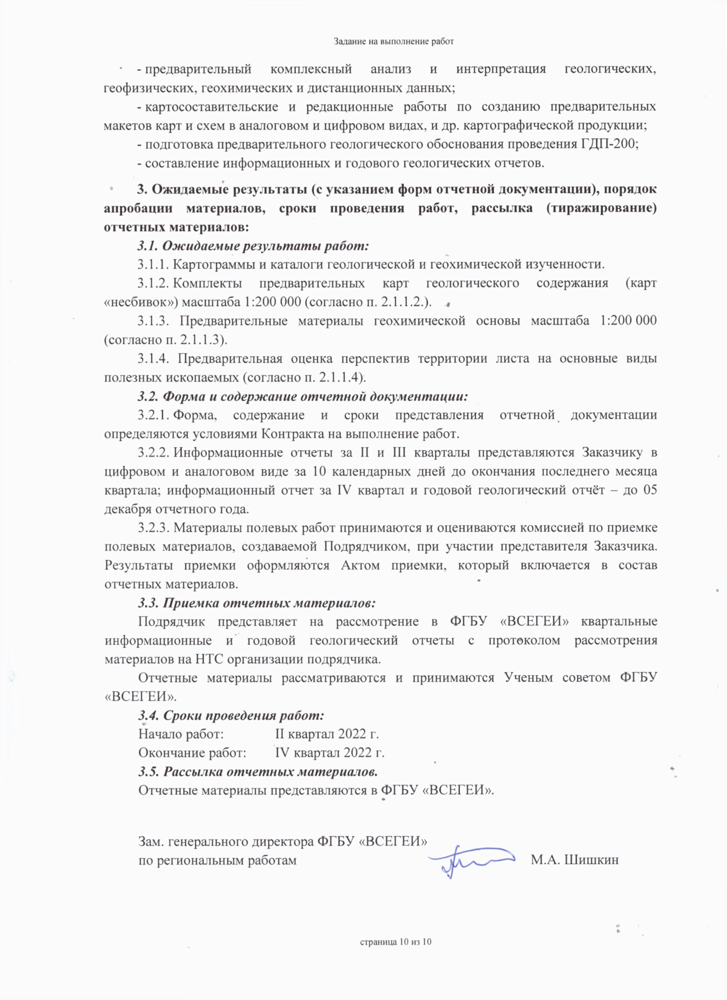 Задание на выполнение работ
- предварительный комплексный анализ и интерпретация геологических,
геофизических, геохимических и дистанционных данных;
- картосоставительские и редакционные работы по созданию предварительных
макетов карт и схем в аналоговом и цифровом видах, и др. картографической продукции;
- подготовка предварительного геологического обоснования проведения ГДП-200;
- составление информационных и годового геологических отчетов.
3. Ожидаемые результаты (с указанием форм отчетной документации), порядок
апробации материалов, сроки проведения работ, рассылка (тиражирование)
отчетных материалов:
3.1. Ожидаемые результаты работ:
3.1.1. Картограммы и каталоги геологической и геохимической изученности.
3.1.2. Комплекты предварительных карт геологического содержания (карт
«несбивок») масштаба 1:200 000 (согласно п. 2.1.1.2.).
3.1.3. Предварительные материалы геохимической основы масштаба 1:200 000
(согласно п. 2.1.1.3).
3.1.4. Предварительная оценка перспектив территории листа на основные виды
полезных ископаемых (согласно п. 2.1.1.4).
3.2. Форма и содержание отчетной документации:
3.2.1. Форма, содержание и сроки представления отчетной документации
определяются условиями Контракта на выполнение работ.
3.2.2. Информационные отчеты за II и III кварталы представляются Заказчику в
цифровом и аналоговом виде за 10 календарных дней до окончания последнего месяца
квартала; информационный отчет за IV квартал и годовой геологический отчёт – до 05
декабря отчетного года.
3.2.3. Материалы полевых работ принимаются и оцениваются комиссией по приемке
полевых материалов, создаваемой Подрядчиком, при участии представителя Заказчика.
Результаты приемки оформляются Актом приемки, который включается в состав
отчетных материалов.
3.3. Приемка отчетных материалов:
Подрядчик представляет на рассмотрение в ФГБУ «ВСЕГЕИ» квартальные
информационные и годовой геологический отчеты с протоколом рассмотрения
материалов на НТС организации подрядчика.
Отчетные материалы рассматриваются и принимаются Ученым советом ФГБУ
«ВСЕГЕИ».
3.4. Сроки проведения работ:
Начало работ: II квартал 2022 г.
Окончание работ: IV квартал 2022 г.
3.5. Рассылка отчетных материалов.
Отчетные материалы представляются в ФГБУ «ВСЕГЕИ».
Зам. генерального директора ФГБУ «ВСЕГЕИ»
по региональным работам М.А. Шишкин
страница 10 из 10